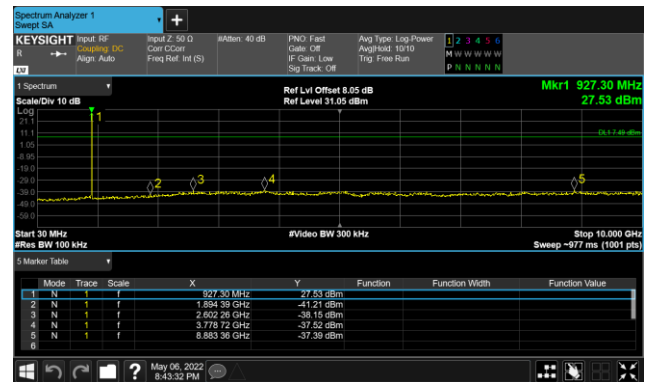 Spectrum Analyzer 1
Swept SA
+
KEYSIGHT Input: RF Input Z: 50 Ω #Atten: 40 dB PNO: Fast Avg Type: Log-Power 1 2 3 4 5 6
R Coupling: DC Corr CCorr Gate: Off Avg|Hold: 10/10 M W W W W W
Align: Auto Freq Ref: Int (S) IF Gain: Low Trig: Free Run
Sig Track: Off P N N N N N
LXI
1 Spectrum Ref Lvl Offset 8.05 dB Mkr1 927.30 MHz
Scale/Div 10 dB Ref Level 31.05 dBm 27.53 dBm
Log
21.1
11.1
1.05
-8.95
-19.0
-29.0
-39.0
-49.0
-59.0
1
2
3
4
5
DL1 7.49 dBm
Start 30 MHz #Video BW 300 kHz Stop 10.000 GHz
#Res BW 100 kHz Sweep ~977 ms (1001 pts)
5 Marker Table
Mode Trace Scale X Y Function Function Width Function Value
1 N 1 f 927.30 MHz 27.53 dBm
2 N 1 f 1.894 39 GHz -41.21 dBm
3 N 1 f 2.602 26 GHz -38.15 dBm
4 N 1 f 3.778 72 GHz -37.52 dBm
5 N 1 f 8.883 36 GHz -37.39 dBm
6
? May 06, 2022
8:43:32 PM